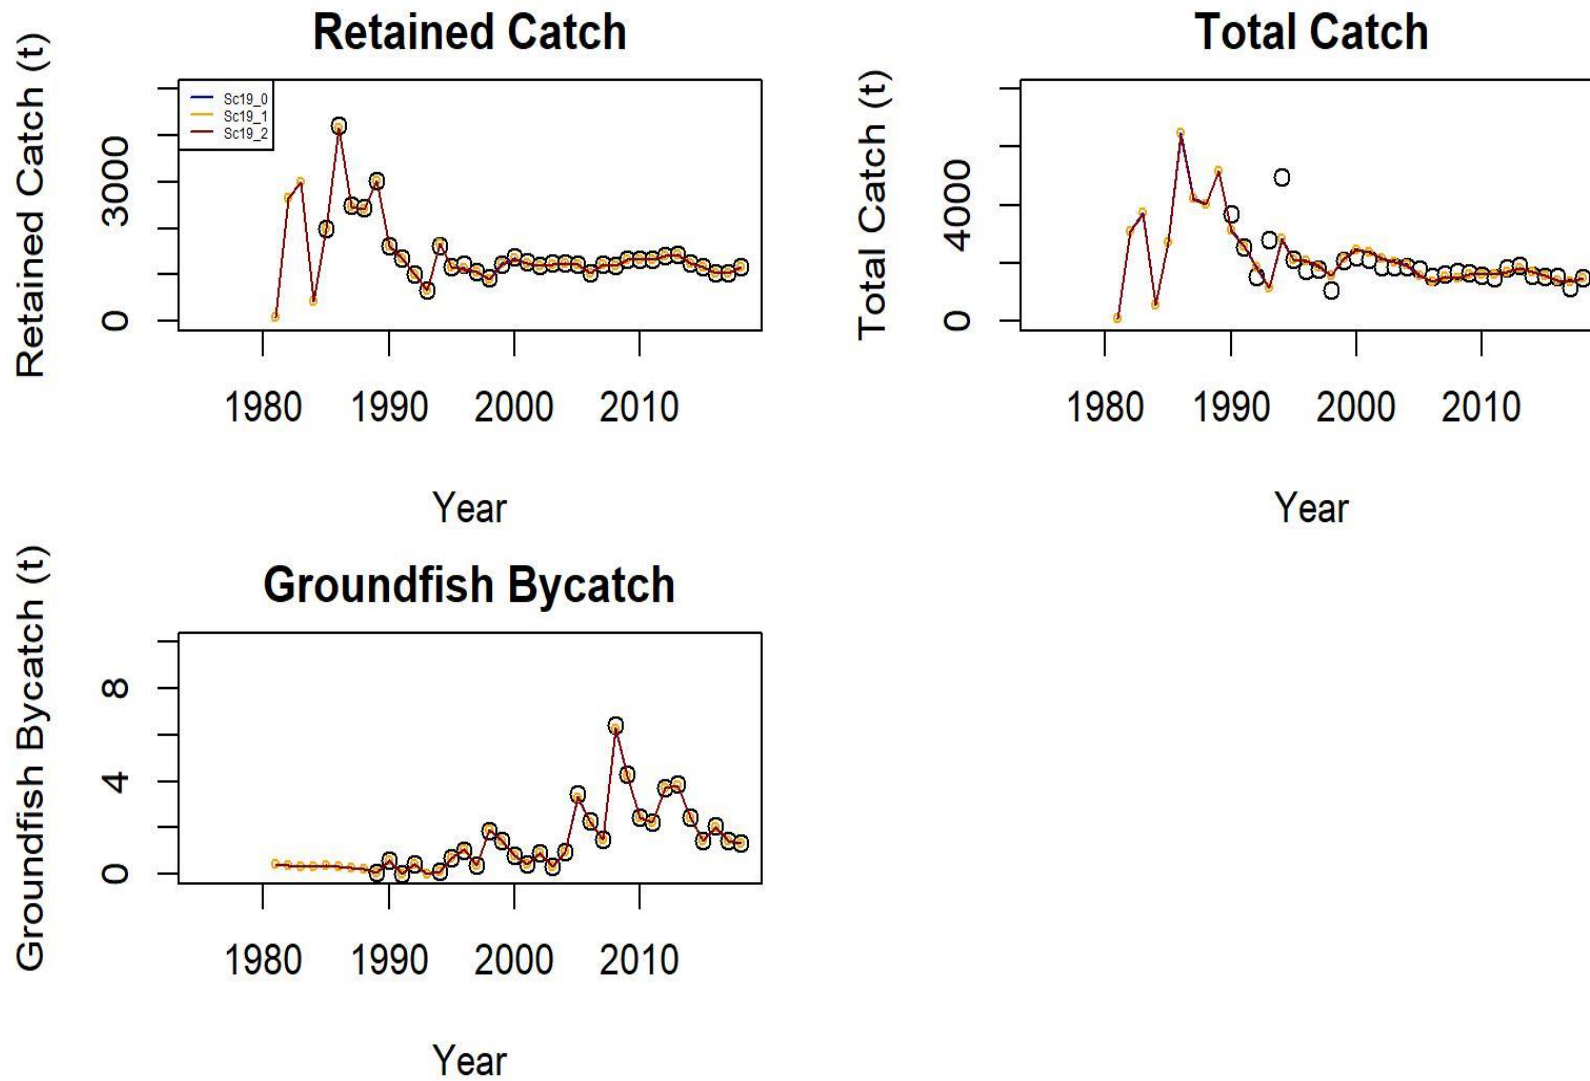 Retained Catch
Retained Catch (t)
3000
0
Sc19_0
Sc19_1
Sc19_2
1980 1990 2000 2010
Year
Total Catch
Total Catch (t)
4000
0
1980 1990 2000 2010
Year
Groundfish Bycatch
Groundfish Bycatch (t)
8
4
0
1980 1990 2000 2010
Year